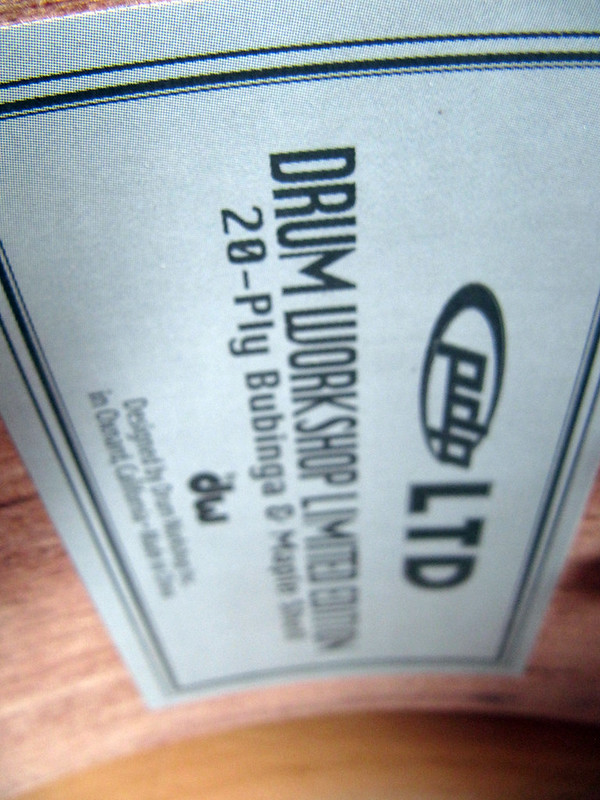 pdp LTD
DRUM WORKSHOP LIMITED EDITION
20-Ply Bubinga & Maple Shell
dw
Designed by Drum Workshop Inc.
in Oxnard, California - Made in China